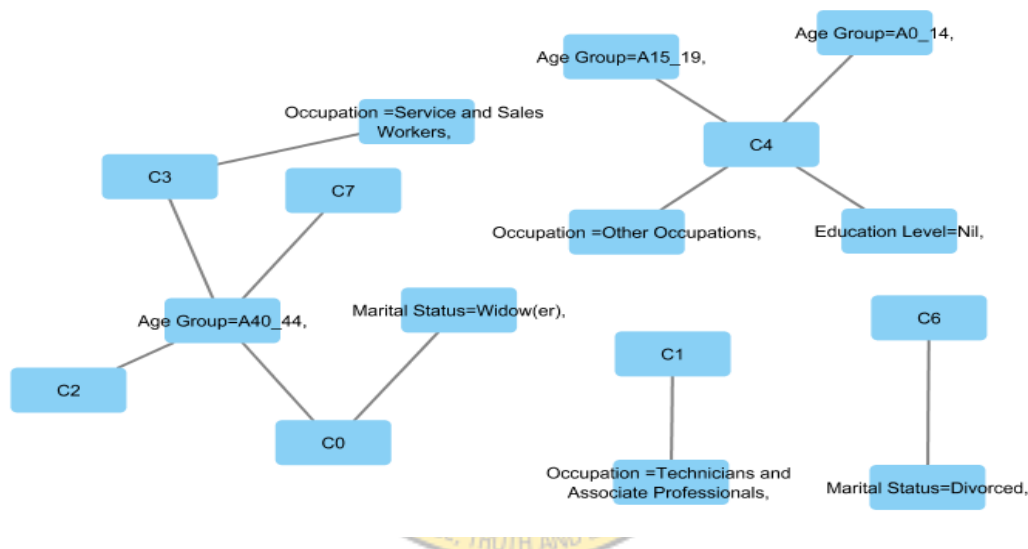 Age Group=A0_14,
Age Group=A15_19,
Occupation =Service and Sales
Workers,
C4
C3
C7
Occupation =Other Occupations,
Education Level=Nil,
Marital Status=Widow(er),
Age Group=A40_44,
C6
C1
C2
C0
Occupation =Technicians and
Associate Professionals,
Marital Status=Divorced,
TRUTH AND